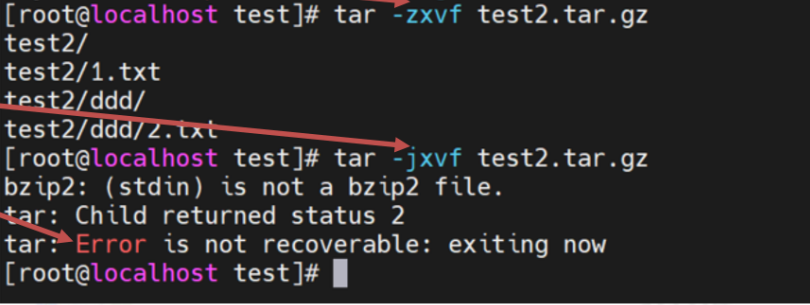 [root@localhost test]# tar -zxvf test2.tar.gz
test2/
test2/1.txt
test2/ddd/
test2/ddd/2.txt
[root@localhost test]# tar -jxvf test2.tar.gz
bzip2: (stdin) is not a bzip2 file.
tar: Child returned status 2
tar: Error is not recoverable: exiting now
[root@localhost test]#